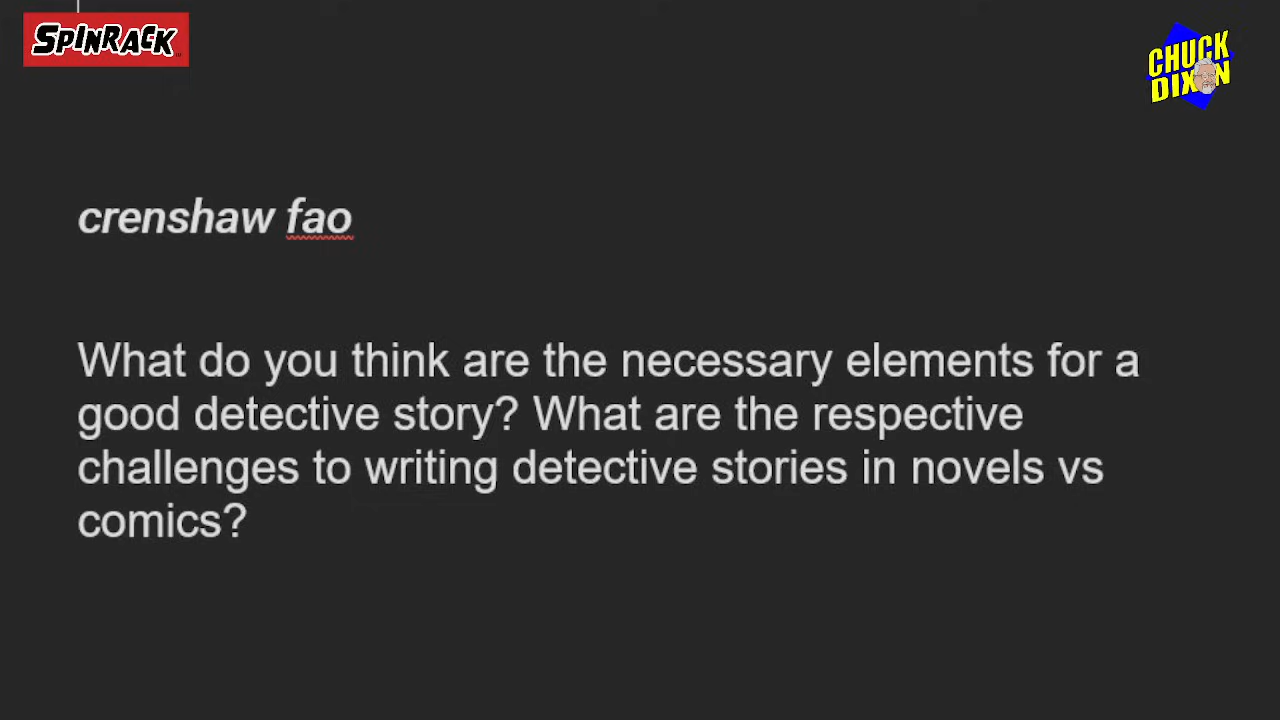 SPINRACK
CHUCK
DIXON
crenshaw fao
What do you think are the necessary elements for a
good detective story? What are the respective
challenges to writing detective stories in novels vs
comics?